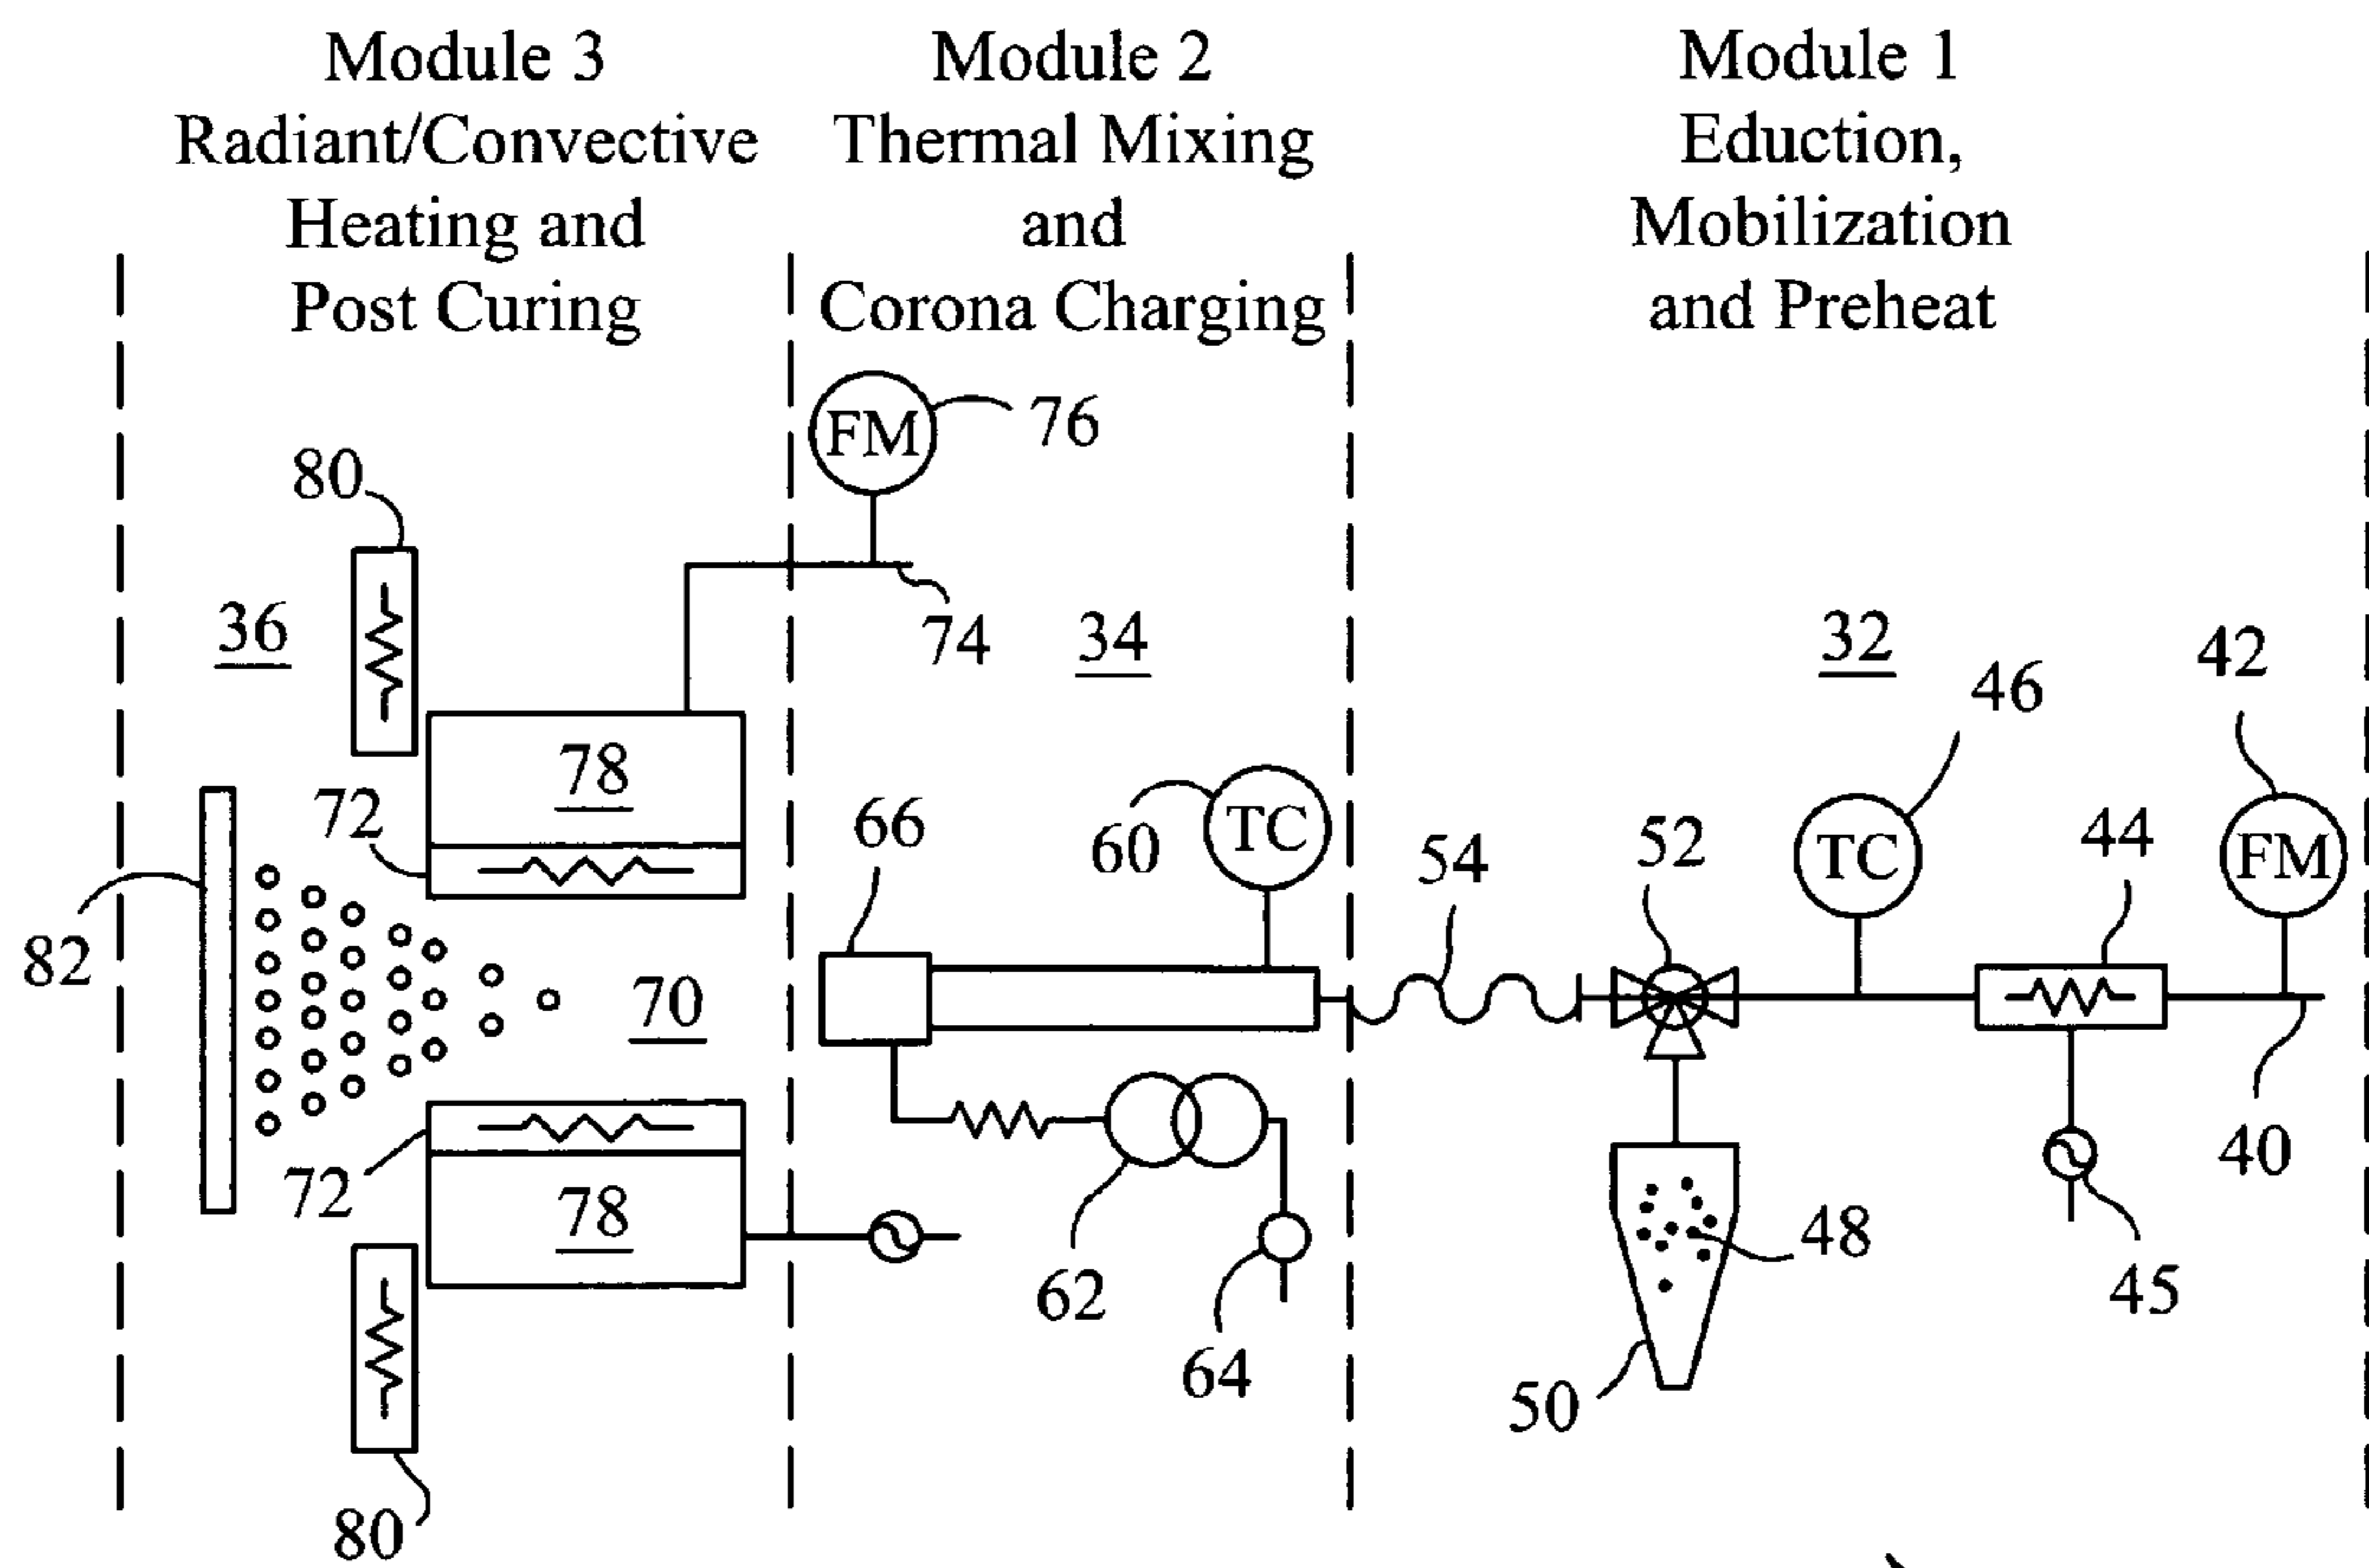 Module 3
Radiant/Convective
Heating and
Post Curing
Module 2
Thermal Mixing
and
Corona Charging
Module 1
Eduction,
Mobilization
and Preheat
FM
76
80
74
36
34
32
42
46
78
72
66
60
TC
54
52
TC
44
FM
82
70
40
72
78
62
64
48
45
50
80